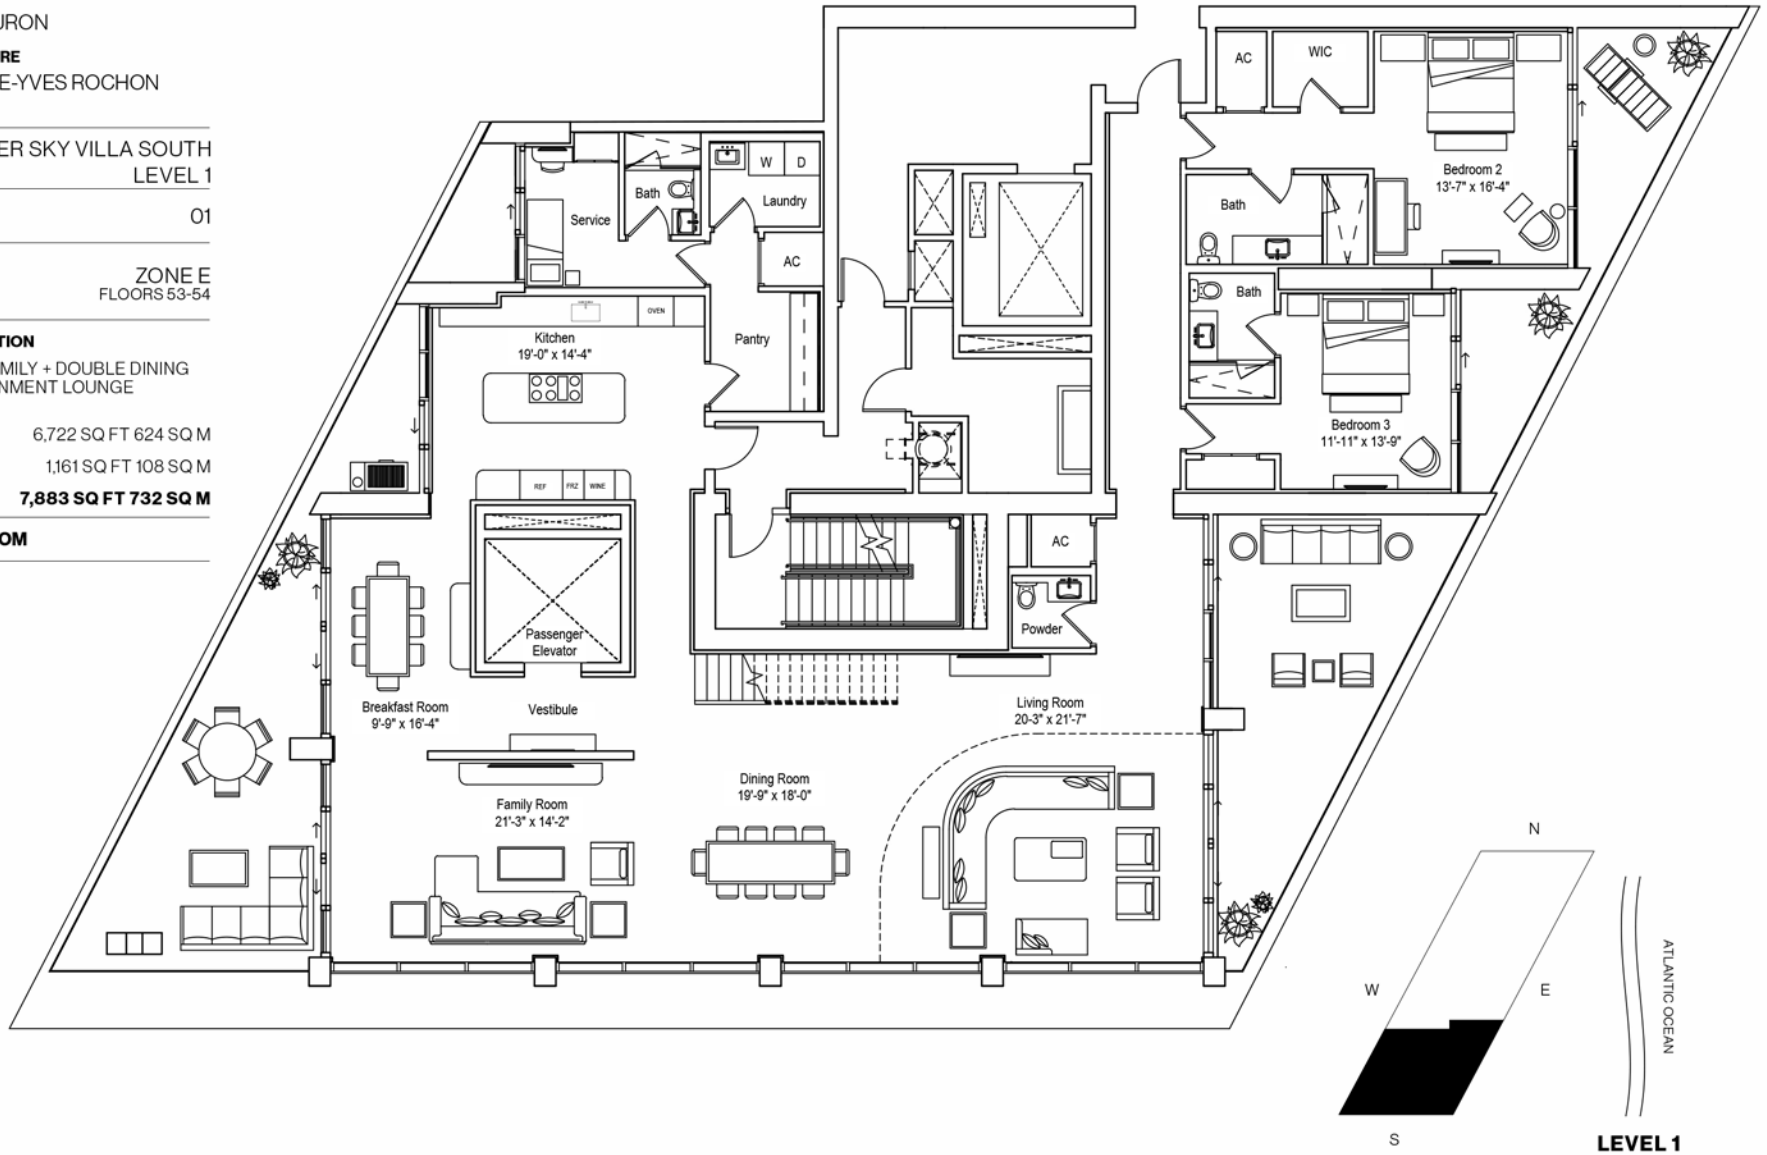 URON
RE
E-YVES ROCHON
ER SKY VILLA SOUTH
LEVEL 1
01
ZONE E
FLOORS 53-54
TION
MILY + DOUBLE DINING
NMENT LOUNGE
6,722 SQ FT 624 SQ M
1,161 SQ FT 108 SQ M
7,883 SQ FT 732 SQ M
OM
AC
WIC
Bedroom 2
13'-7" x 16'-4"
Bath
W
D
Laundry
Bath
Service
AC
Bath
Kitchen
19'-0" x 14'-4"
OVEN
Pantry
Bedroom 3
11'-11" x 13'-9"
REF
FRZ
WINE
AC
Powder
Passenger
Elevator
Breakfast Room
9'-9" x 16'-4"
Vestibule
Living Room
20-3" x 21'-7"
Dining Room
19'-9" x 18'-0"
Family Room
21'-3" x 14'-2"
N
W
E
S
ATLANTIC OCEAN
LEVEL 1